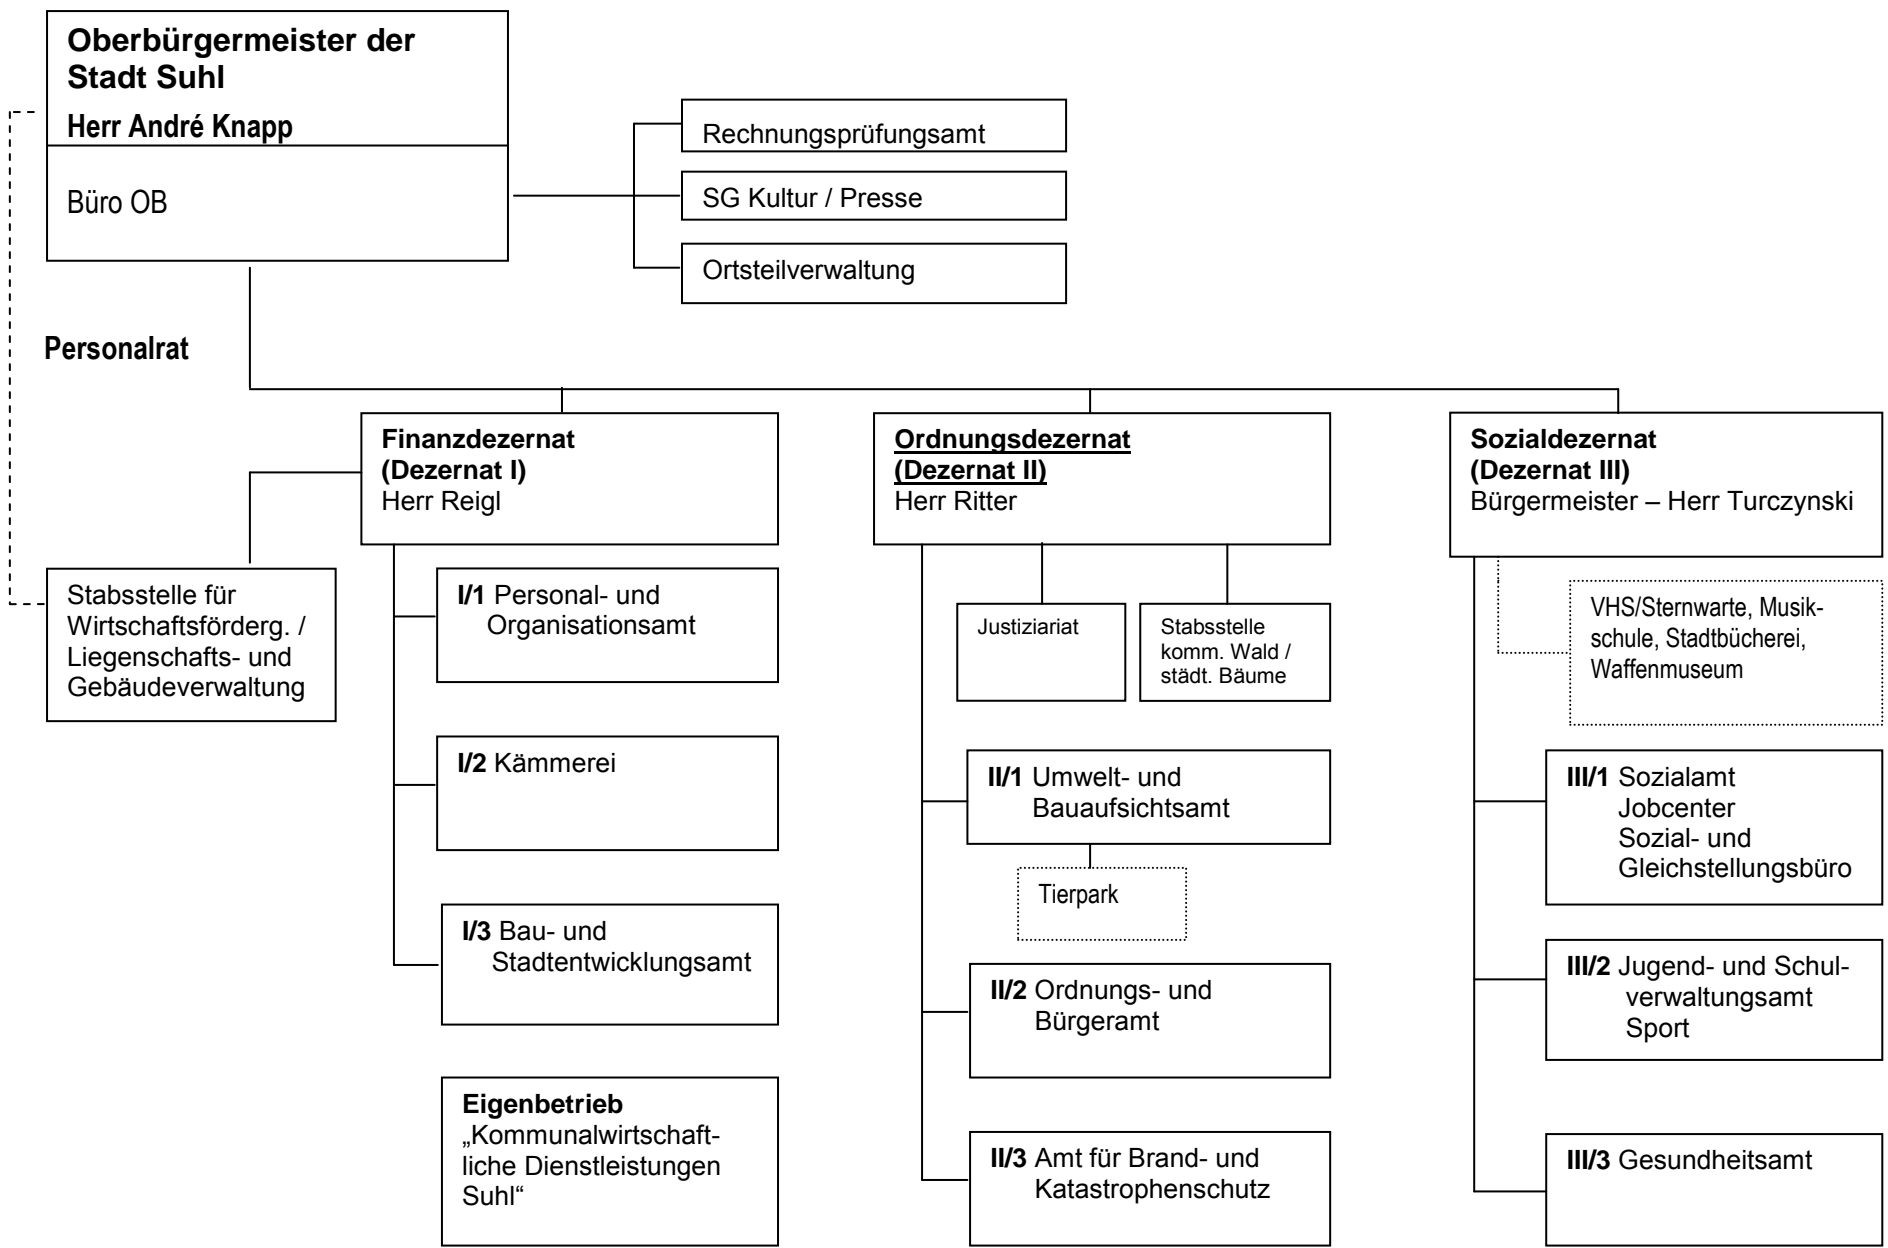 Oberbürgermeister der
Stadt Suhl
Herr André Knapp
Büro OB
Rechnungsprüfungsamt
SG Kultur / Presse
Ortsteilverwaltung
Personalrat
Finanzdezernat
(Dezernat I)
Herr Reigl
Ordnungsdezernat
(Dezernat II)
Herr Ritter
Sozialdezernat
(Dezernat III)
Bürgermeister – Herr Turczynski
Stabsstelle für
Wirtschaftsförderg. /
Liegenschafts- und
Gebäudeverwaltung
I/1 Personal- und
Organisationsamt
I/2 Kämmerei
I/3 Bau- und
Stadtentwicklungsamt
Eigenbetrieb
„Kommunalwirtschaft-
liche Dienstleistungen
Suhl“
Justiziariat
Stabsstelle
komm. Wald /
städt. Bäume
II/1 Umwelt- und
Bauaufsichtsamt
Tierpark
II/2 Ordnungs- und
Bürgeramt
II/3 Amt für Brand- und
Katastrophenschutz
VHS/Sternwarte, Musik-
schule, Stadtbücherei,
Waffenmuseum
III/1 Sozialamt
Jobcenter
Sozial- und
Gleichstellungsbüro
III/2 Jugend- und Schul-
verwaltungsamt
Sport
III/3 Gesundheitsamt